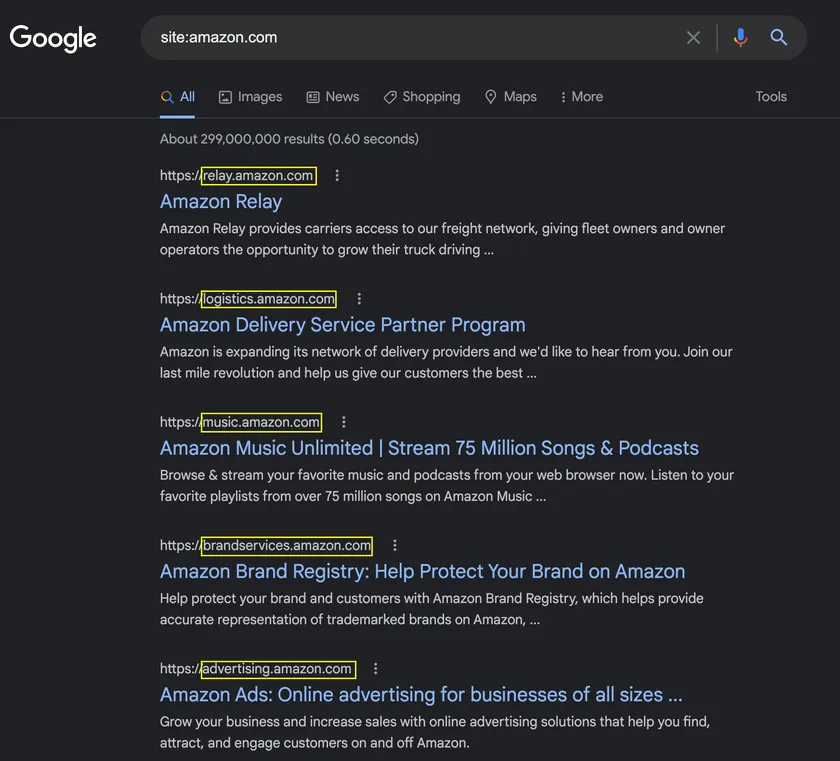 Google
site:amazon.com
All Images News Shopping Maps More Tools
About 299,000,000 results (0.60 seconds)
https://relay.amazon.com
Amazon Relay
Amazon Relay provides carriers access to our freight network, giving fleet owners and owner
operators the opportunity to grow their truck driving ...
https://logistics.amazon.com
Amazon Delivery Service Partner Program
Amazon is expanding its network of delivery providers and we'd like to hear from you. Join our
last mile revolution and help us give our customers the best ...
https://music.amazon.com
Amazon Music Unlimited | Stream 75 Million Songs & Podcasts
Browse & stream your favorite music and podcasts from your web browser now. Listen to your
favorite playlists from over 75 million songs on Amazon Music ...
https://brandservices.amazon.com
Amazon Brand Registry: Help Protect Your Brand on Amazon
Help protect your brand and customers with Amazon Brand Registry, which helps provide
accurate representation of trademarked brands on Amazon, ...
https://advertising.amazon.com
Amazon Ads: Online advertising for businesses of all sizes ...
Grow your business and increase sales with online advertising solutions that help you find,
attract, and engage customers on and off Amazon.